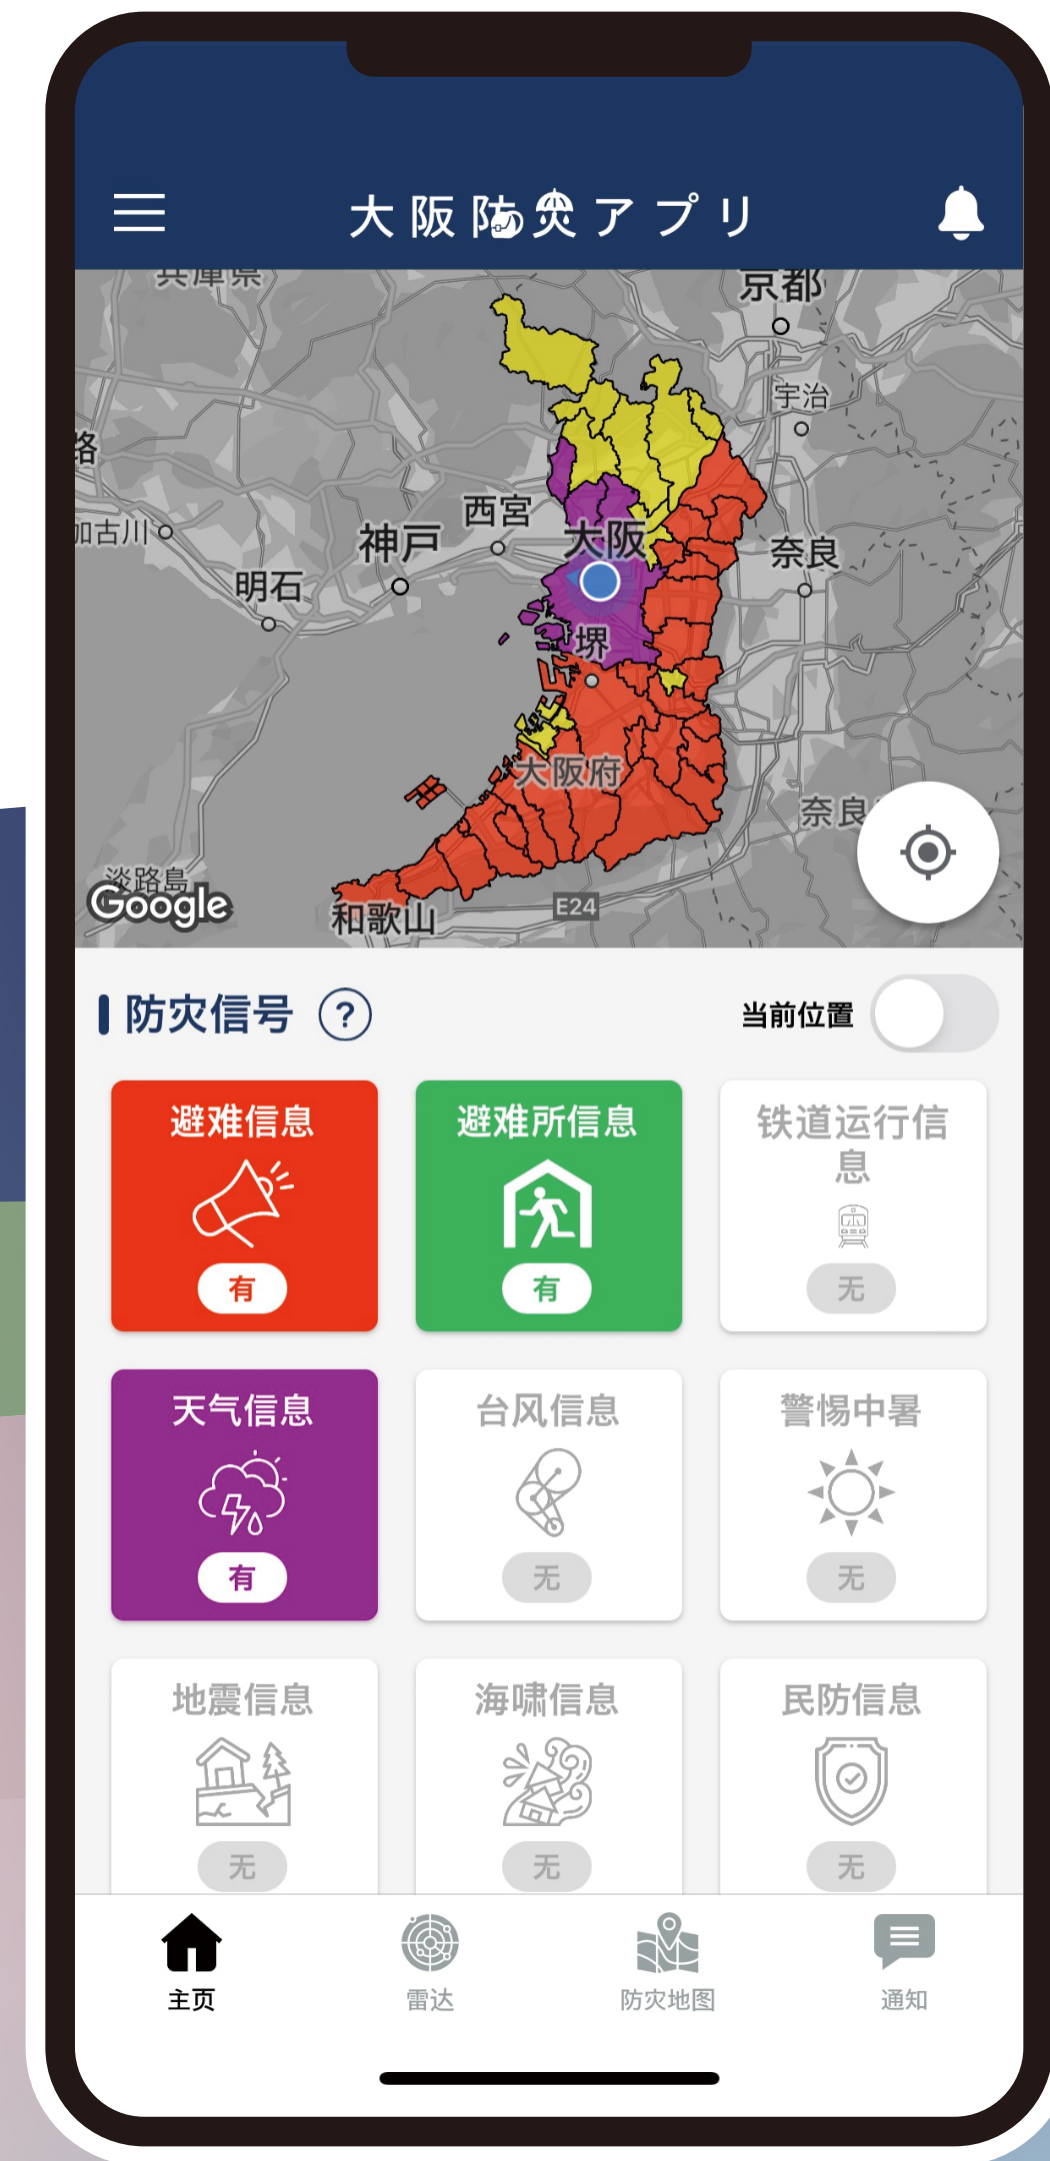 大阪防災アプリ
兵庫県
京都
宇治
路
西宮
加古川
神戸
大阪
奈良
明石
堺
大阪府
奈良
淡路島
Google
E24
和歌山
防灾信号 ?
当前位置
避难信息
避难所信息
铁道运行信
息
有
有
无
天气信息
台风信息
警惕中暑
有
无
无
地震信息
海啸信息
民防信息
无
无
无
主页
雷达
防灾地图
通知